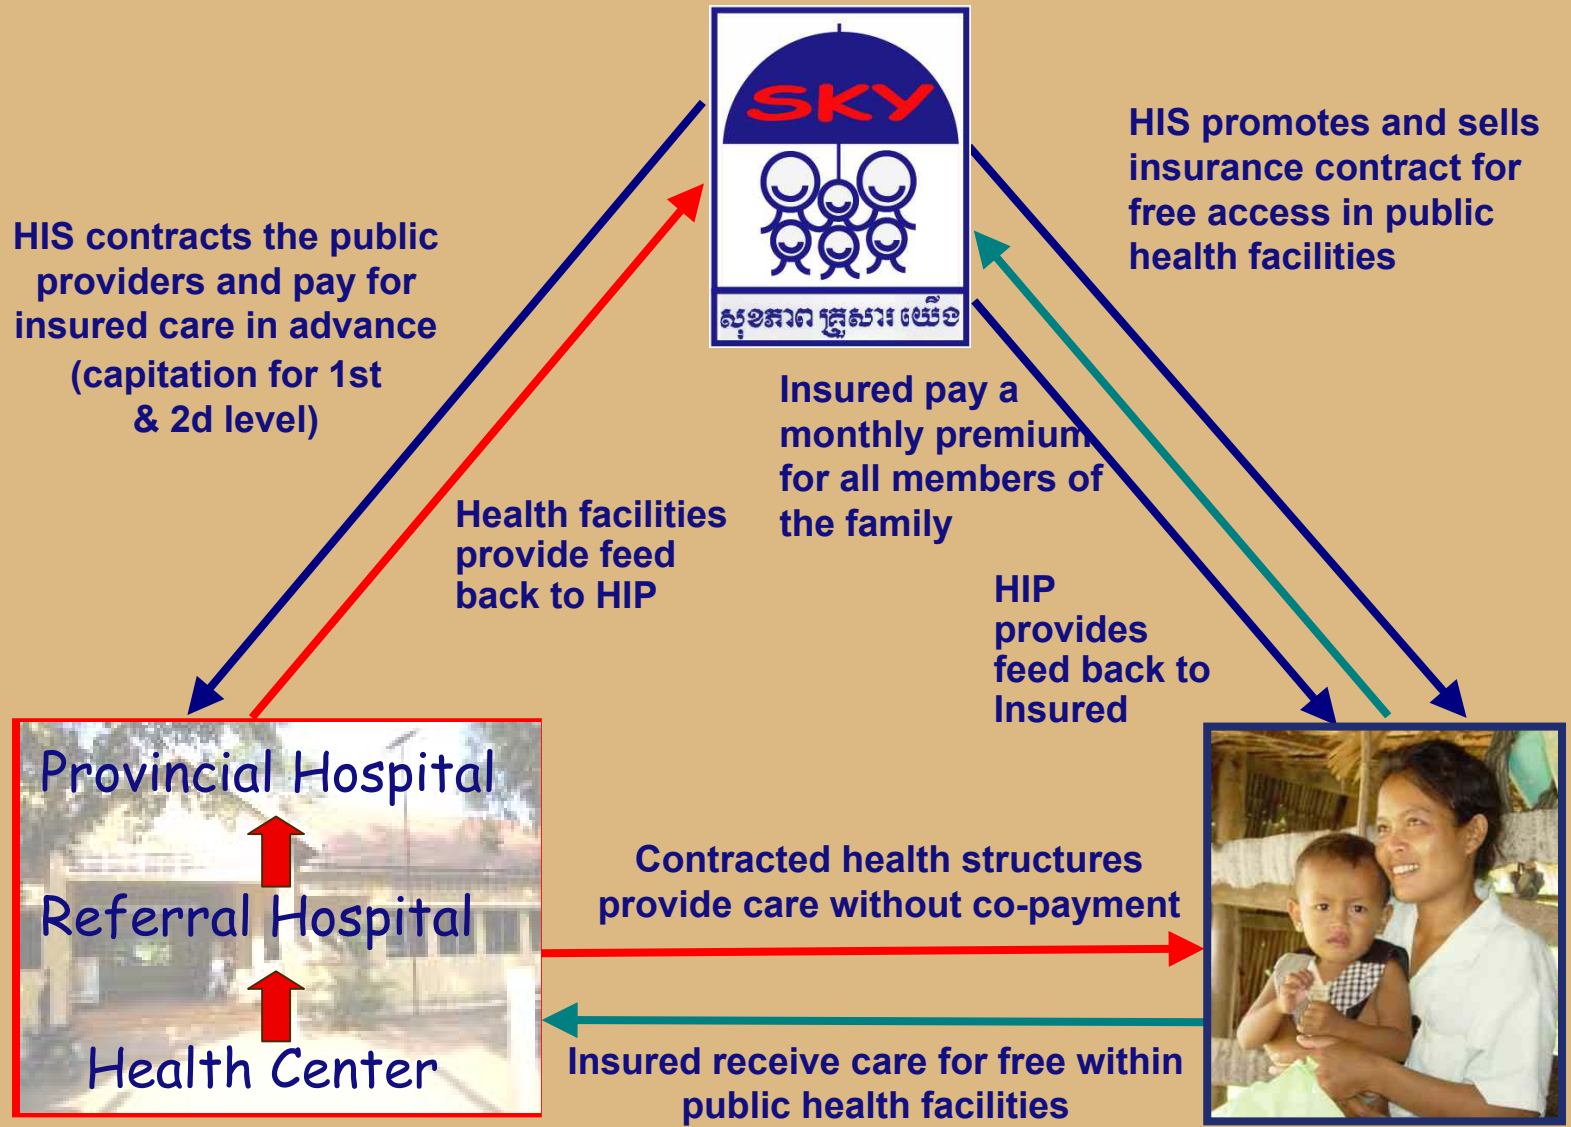 SKY
សុខភាព គ្រួសារ យើង
HIS promotes and sells
insurance contract for
free access in public
health facilities
HIS contracts the public
providers and pay for
insured care in advance
(capitation for 1st
& 2d level)
Insured pay a
monthly premium
for all members of
the family
Health facilities
provide feed
back to HIP
HIP
provides
feed back to
Insured
Provincial Hospital
Referral Hospital
Health Center
Contracted health structures
provide care without co-payment
Insured receive care for free within
public health facilities